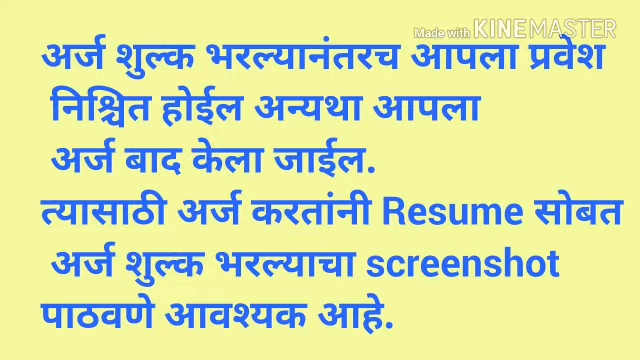 Made with KINEMASTER
अर्ज शुल्क भरल्यानंतरच आपला प्रवेश
निश्चित होईल अन्यथा आपला
अर्ज बाद केला जाईल.
त्यासाठी अर्ज करतांनी Resume सोबत
अर्ज शुल्क भरल्याचा screenshot
पाठवणे आवश्यक आहे.